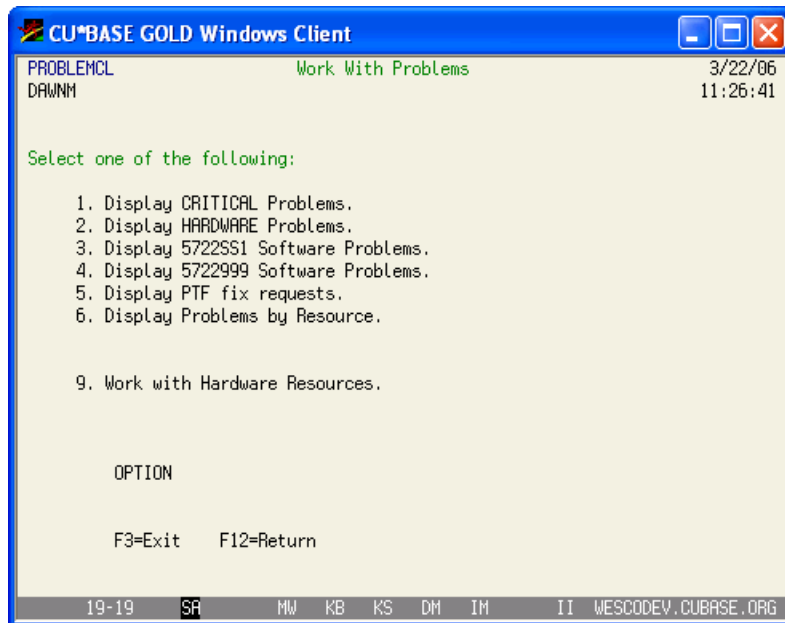 CU*BASE GOLD Windows Client
PROBLEMCL Work With Problems 3/22/06
DAWNM 11:26:41
Select one of the following:
1. Display CRITICAL Problems.
2. Display HARDWARE Problems.
3. Display 5722SS1 Software Problems.
4. Display 5722999 Software Problems.
5. Display PTF fix requests.
6. Display Problems by Resource.
9. Work with Hardware Resources.
OPTION
F3=Exit F12=Return
19-19 SA MW KB KS DM IM II WESCODEV.CUBASE.ORG